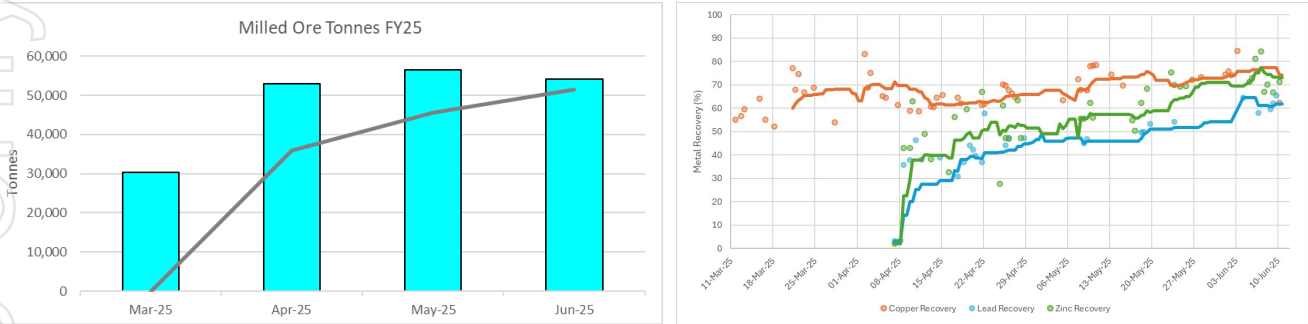 Milled Ore Tonnes FY25
60,000
50,000
40,000
30,000
20,000
10,000
0
Tonnes
Mar-25
Apr-25
May-25
Jun-25
100
90
80
70
60
50
40
30
20
10
0
Metal Recovery (%)
11-Mar-25
18-Mar-25
25-Mar-25
01-Apr-25
08-Apr-25
15-Apr-25
22-Apr-25
29-Apr-25
06-May-25
13-May-25
20-May-25
27-May-25
03-Jun-25
10-Jun-25
Copper Recovery
Lead Recovery
Zinc Recovery